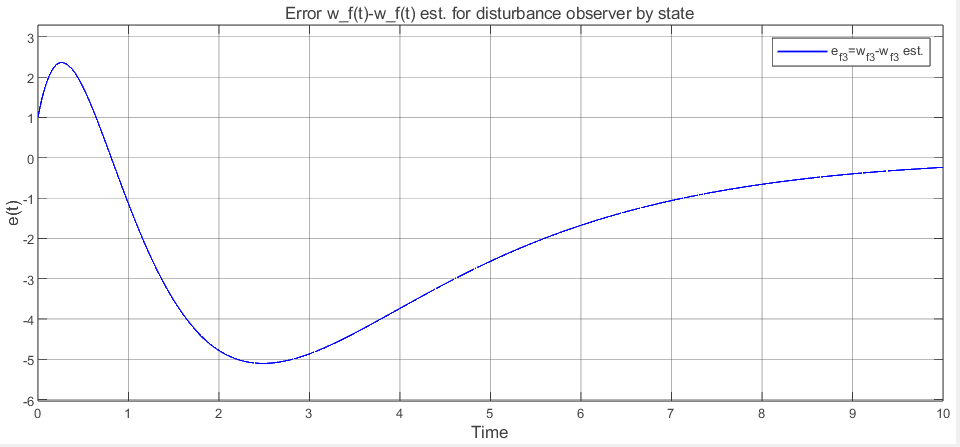 Error w_f(t)-w_f(t) est. for disturbance observer by state
e_f3=w_f3-w_f3 est.
3
2
1
0
-1
-2
-3
-4
-5
-6
e(t)
0 1 2 3 4 5 6 7 8 9 10
Time